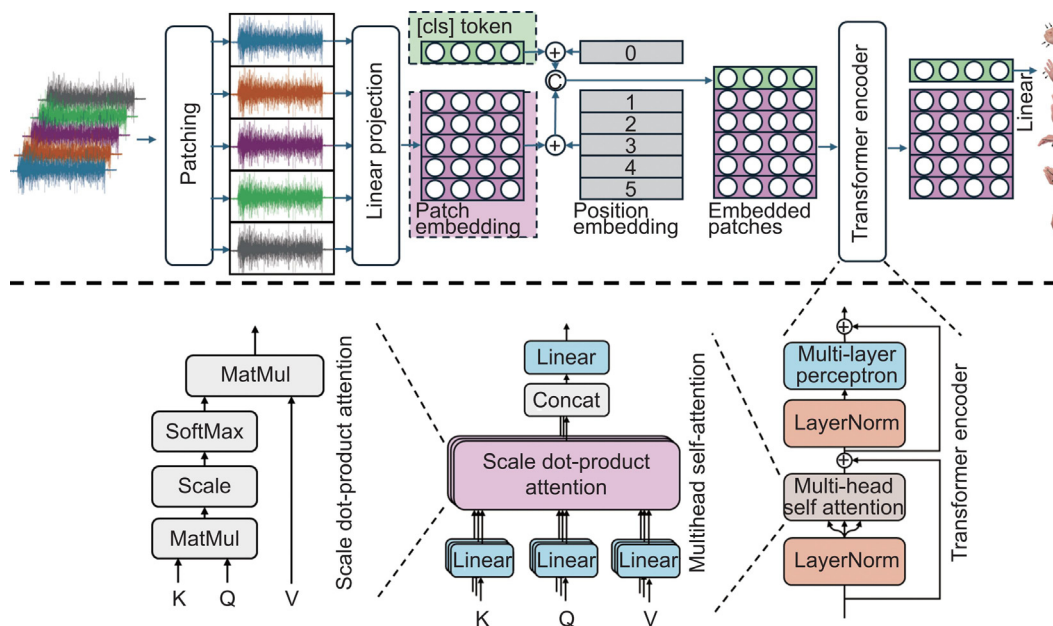 Patching
Linear projection
[cls] token
Patch
embedding
0
1
2
3
4
5
Position
embedding
Embedded
patches
Transformer encoder
Linear
MatMul
SoftMax
Scale
MatMul
K
Q
V
Scale dot-product attention
Linear
Concat
Scale dot-product
attention
Linear
Linear
Linear
K
Q
V
Multihead self-attention
Multi-layer
perceptron
LayerNorm
Multi-head
self attention
LayerNorm
Transformer encoder